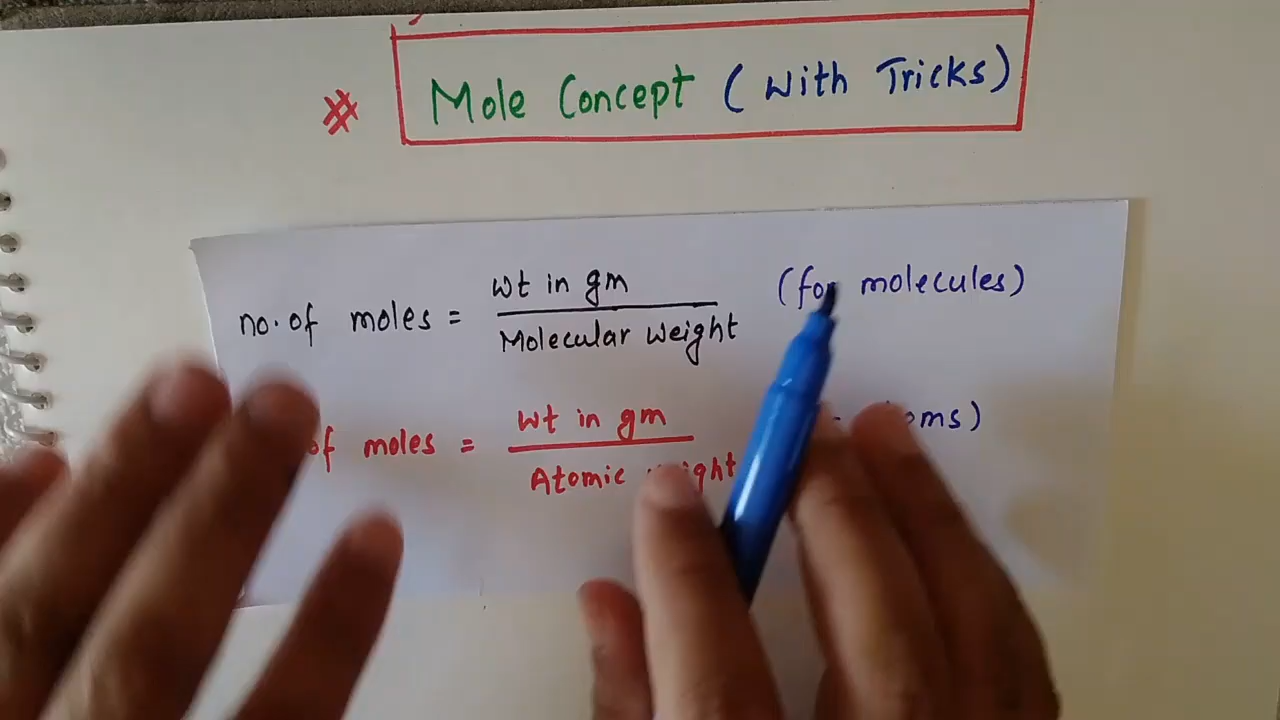 # Mole Concept (with Tricks)
no. of moles = wt in gm / Molecular weight (for molecules)
of moles = wt in gm / Atomic weight